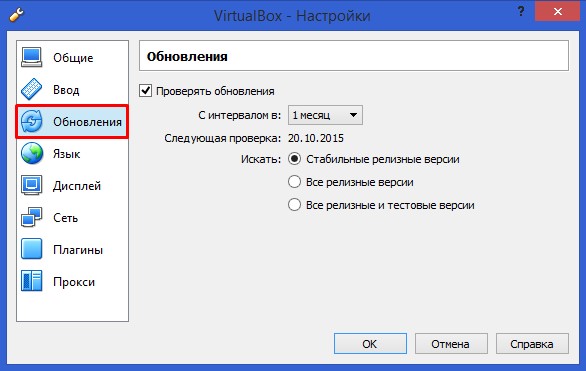 VirtualBox - Настройки
?
Общие
Ввод
Обновления
Язык
Дисплей
Сеть
Плагины
Прокси
Обновления
Проверять обновления
С интервалом в: 1 месяц
Следующая проверка: 20.10.2015
Искать: Стабильные релизные версии
Все релизные версии
Все релизные и тестовые версии
OK Отмена Справка